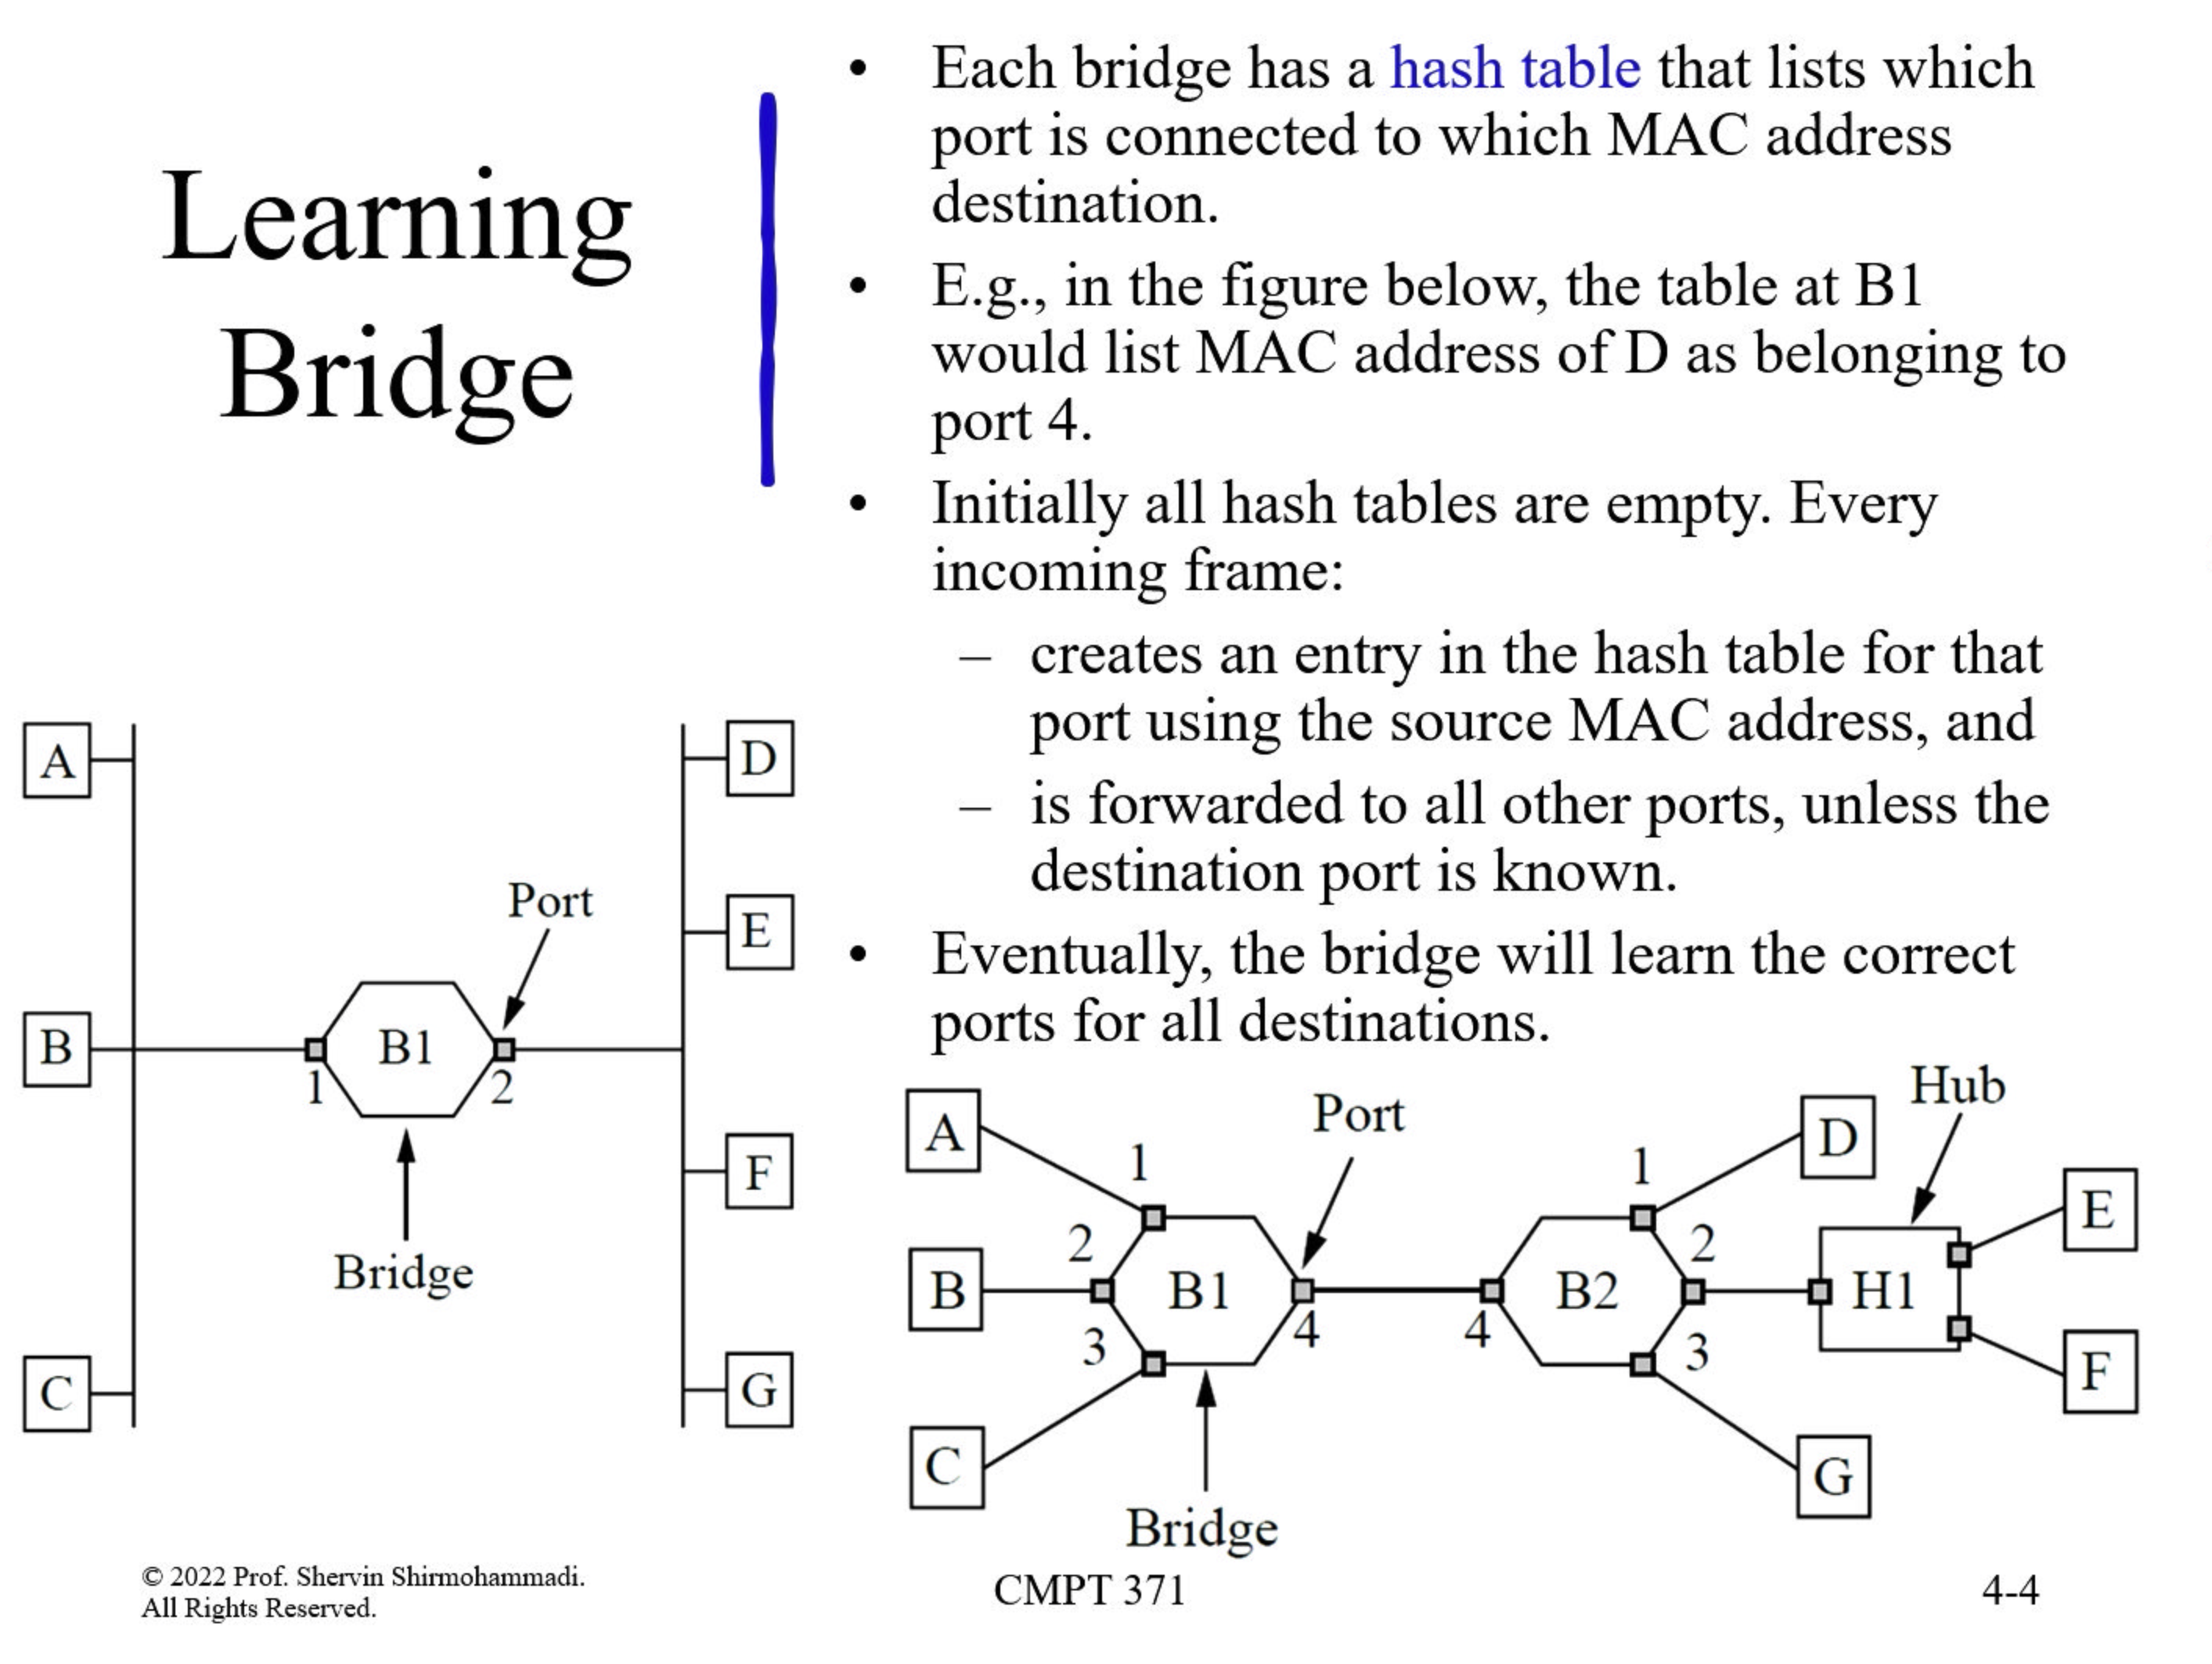 Learning
Bridge
• Each bridge has a hash table that lists which
port is connected to which MAC address
destination.
• E.g., in the figure below, the table at B1
would list MAC address of D as belonging to
port 4.
• Initially all hash tables are empty. Every
incoming frame:
– creates an entry in the hash table for that
port using the source MAC address, and
– is forwarded to all other ports, unless the
destination port is known.
• Eventually, the bridge will learn the correct
ports for all destinations.
A
B
C
1
B1
2
Port
Bridge
D
E
F
G
A
B
C
1
2
3
B1
4
Port
Bridge
4
B2
1
2
3
D
Hub
H1
E
F
G
© 2022 Prof. Shervin Shirmohammadi.
All Rights Reserved.
CMPT 371
4-4